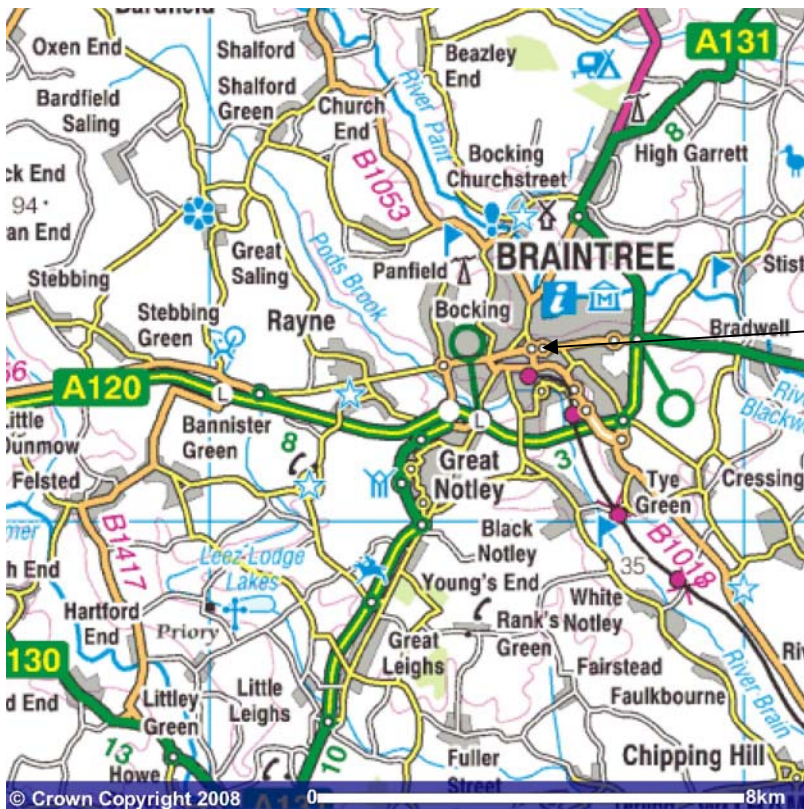 Oxen End
Shalford
Beazley
End
A131
Bardfield
Saling
Shalford
Green
Church
End
River Pant
8
High Garrett
B1053
Bocking
Churchstreet
ck End
94
an End
Great
Saling
Pods Brook
Panfield
BRAINTREE
Stist
Stebbing
Stebbing
Green
Rayne
Bocking
i
M
Bradwell
A120
L
L
Little
Dunmow
Bannister
Green
8
Great
Notley
3
Felsted
Tye
Green
Cressing
B1417
Leez Lodge
Lakes
Black
Notley
B1018
h End
Young's End
35
Hartford
End
Priory
Great
Leighs
Rank's
Green
White
Notley
130
Fairstead
River Brain
d End
Littley
Green
Little
Leighs
Faulkbourne
13
10
Howe
Fuller
Street
Chipping Hill
© Crown Copyright 2008
0
8km